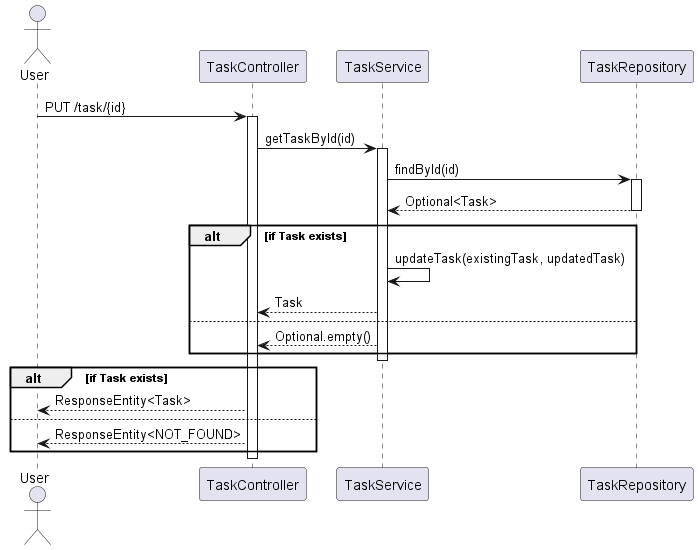 User
TaskController
TaskService
TaskRepository
PUT /task/{id}
getTaskById(id)
findById(id)
Optional<Task>
alt
[if Task exists]
updateTask(existingTask, updatedTask)
Task
Optional.empty()
alt
[if Task exists]
ResponseEntity<Task>
ResponseEntity<NOT_FOUND>
User
TaskController
TaskService
TaskRepository